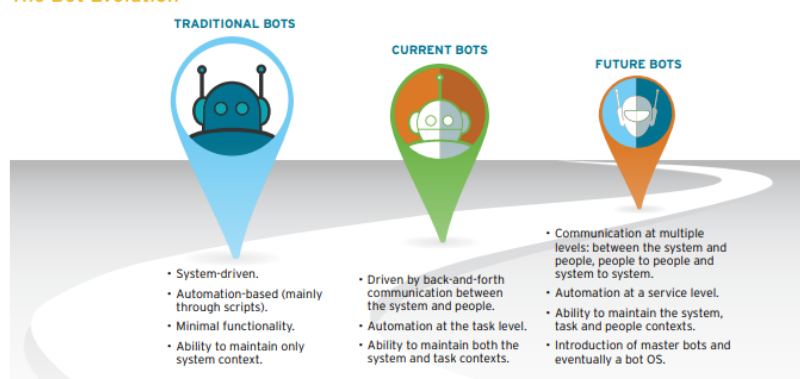 The Bot Evolution
TRADITIONAL BOTS
CURRENT BOTS
FUTURE BOTS
• System-driven.
• Automation-based (mainly
through scripts).
• Minimal functionality.
• Ability to maintain only
system context.
• Driven by back-and-forth
communication between
the system and people.
• Automation at the task level.
• Ability to maintain both the
system and task contexts.
• Communication at multiple
levels: between the system and
people, people to people and
system to system.
• Automation at a service level.
• Ability to maintain the system,
task and people contexts.
• Introduction of master bots and
eventually a bot OS.